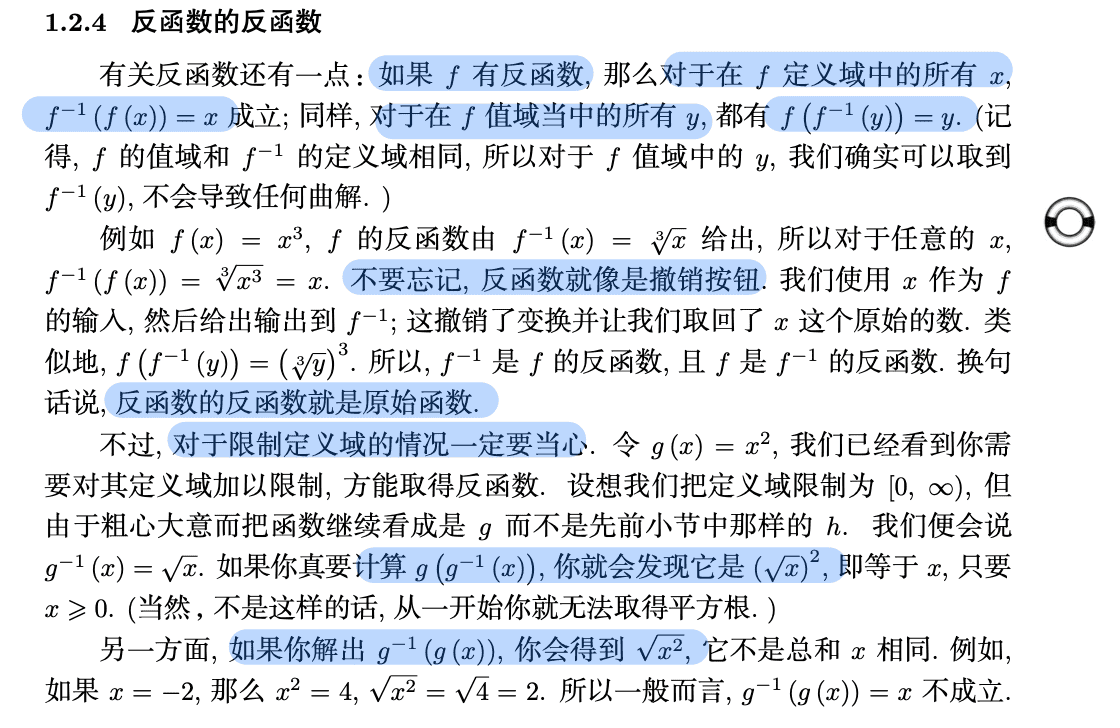 1.2.4 反函数的反函数
有关反函数还有一点: 如果 f 有反函数, 那么对于在 f 定义域中的所有 x,
f⁻¹(f(x)) = x 成立; 同样, 对于在 f 值域当中的所有 y, 都有 f(f⁻¹(y)) = y. (记
得, f 的值域和 f⁻¹ 的定义域相同, 所以对于 f 值域中的 y, 我们确实可以取到
f⁻¹(y), 不会导致任何曲解. )
例如 f(x) = x³, f 的反函数由 f⁻¹(x) = ∛x 给出, 所以对于任意的 x,
f⁻¹(f(x)) = ∛x³ = x. 不要忘记, 反函数就像是撤销按钮. 我们使用 x 作为 f
的输入, 然后给出输出到 f⁻¹; 这撤销了变换并让我们取回了 x 这个原始的数. 类
似地, f(f⁻¹(y)) = (∛y)³. 所以, f⁻¹ 是 f 的反函数, 且 f 是 f⁻¹ 的反函数. 换句
话说, 反函数的反函数就是原始函数.
不过, 对于限制定义域的情况一定要当心. 令 g(x) = x², 我们已经看到你需
要对其定义域加以限制, 方能取得反函数. 设想我们把定义域限制为 [0, ∞), 但
由于粗心大意而把函数继续看成是 g 而不是先前小节中那样的 h. 我们便会说
g⁻¹(x) = √x. 如果你真要计算 g(g⁻¹(x)), 你就会发现它是 (√x)², 即等于 x, 只要
x ⩾ 0. (当然, 不是这样的话, 从一开始你就无法取得平方根. )
另一方面, 如果你解出 g⁻¹(g(x)), 你会得到 √x², 它不是总和 x 相同. 例如,
如果 x = −2, 那么 x² = 4, √x² = √4 = 2. 所以一般而言, g⁻¹(g(x)) = x 不成立.